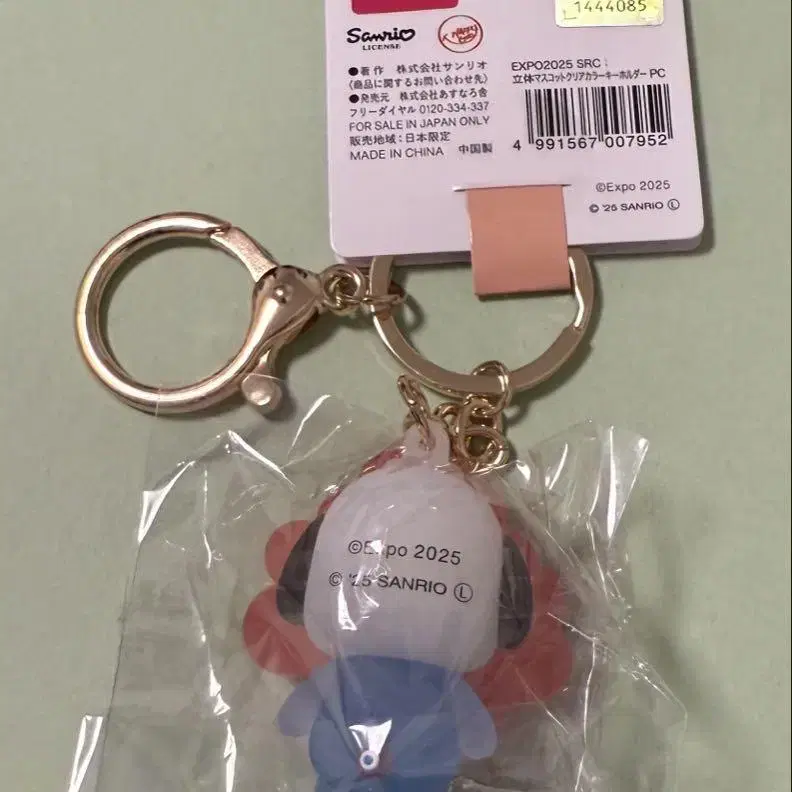 1444085
Sanrio
LICENSE
●著作 株式会社サンリオ
(商品に関するお問い合わせ先)
●発売元 株式会社あすなろ舎
フリーダイヤル 0120-334-337
FOR SALE IN JAPAN ONLY
販売地域:日本限定
MADE IN CHINA 中国製
EXPO2025 SRC
立体マスコットクリアカラーキーホルダー PC
4 991567 007952
©Expo 2025
© '25 SANRIO Ⓛ
©Expo 2025
© '25 SANRIO Ⓛ